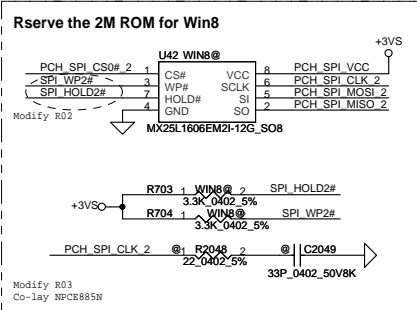 Rserve the 2M ROM for Win8
+3VS
U42 WIN8@
PCH_SPI_CS0#_2 1 CS# VCC 8 PCH_SPI_VCC
SPI_WP2# 3 WP# SCLK 6 PCH_SPI_CLK_2
SPI_HOLD2# 7 HOLD# SI 5 PCH_SPI_MOSI_2
4 GND SO 2 PCH_SPI_MISO_2
Modify R02
MX25L1606EM2I-12G_SO8
R703 1 WIN8@ 2 SPI_HOLD2#
3.3K_0402_5%
+3VS
R704 1 WIN8@ 2 SPI_WP2#
3.3K_0402_5%
PCH_SPI_CLK_2 @1 R2048 2 @ C2049
22_0402_5%
33P_0402_50V8K
Modify R03
Co-lay NPCE885N